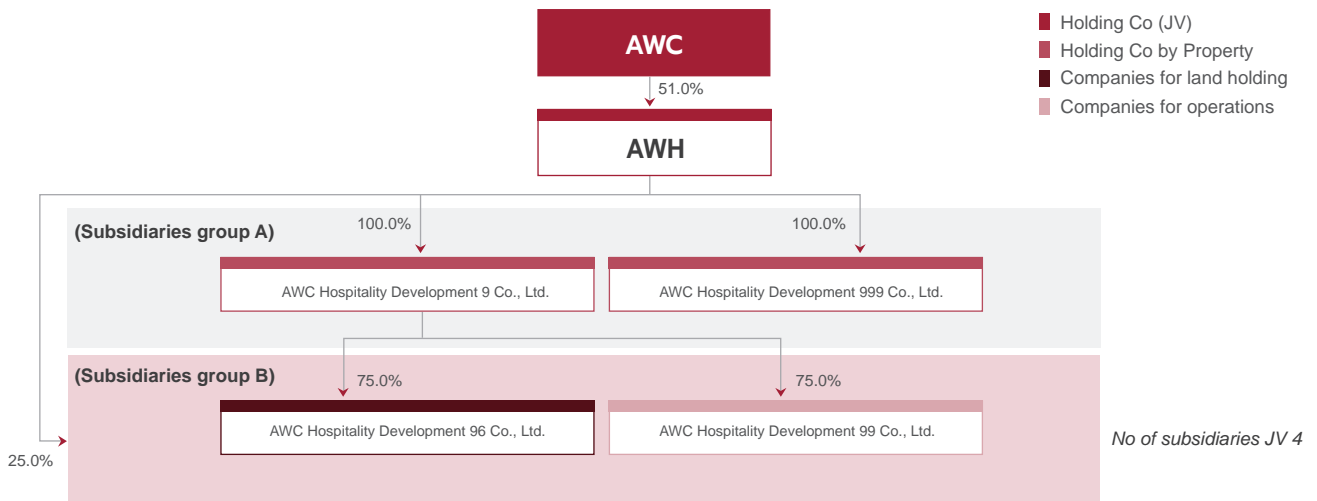 AWC
Holding Co (JV)
Holding Co by Property
Companies for land holding
Companies for operations
51.0%
AWH
(Subsidiaries group A)
100.0%
100.0%
AWC Hospitality Development 9 Co., Ltd.
AWC Hospitality Development 999 Co., Ltd.
(Subsidiaries group B)
75.0%
75.0%
AWC Hospitality Development 96 Co., Ltd.
AWC Hospitality Development 99 Co., Ltd.
No of subsidiaries JV 4
25.0%